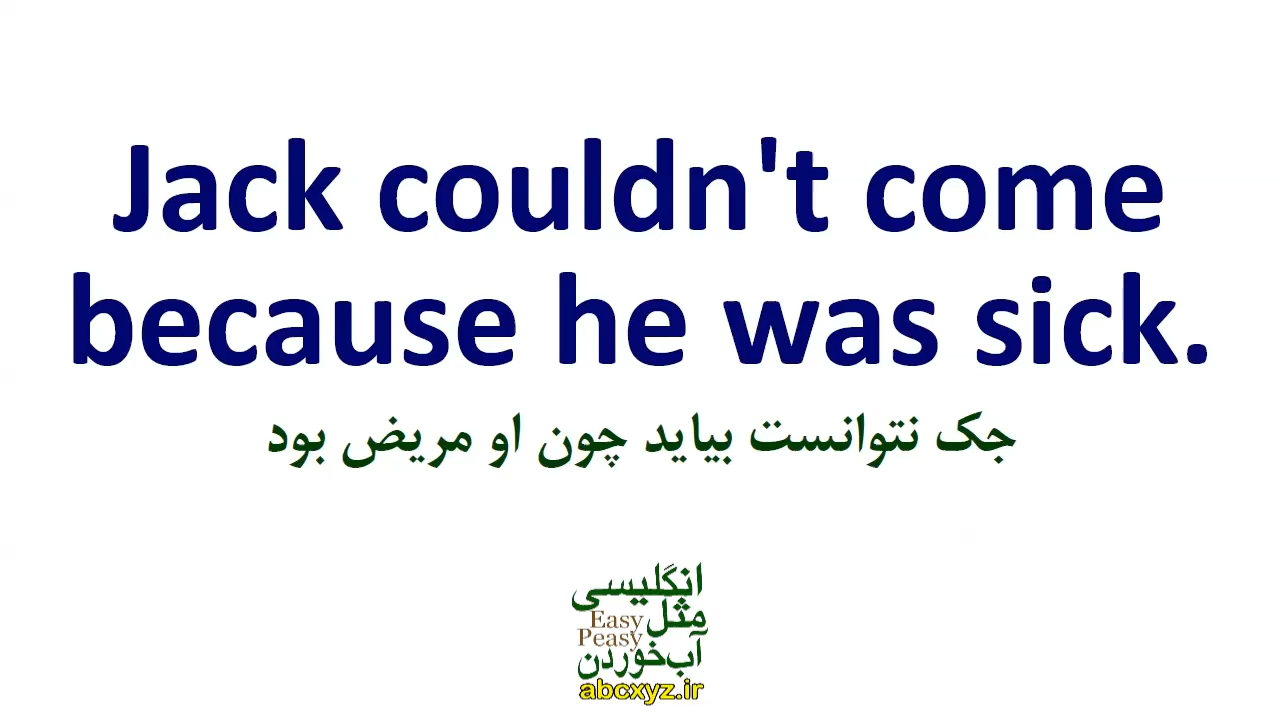 Jack couldn't come
because he was sick.
جک نتوانست بیاید چون او مریض بود
انگلیسی
مثل
Easy
Peasy
آب‌خوردن
abcxyz.ir